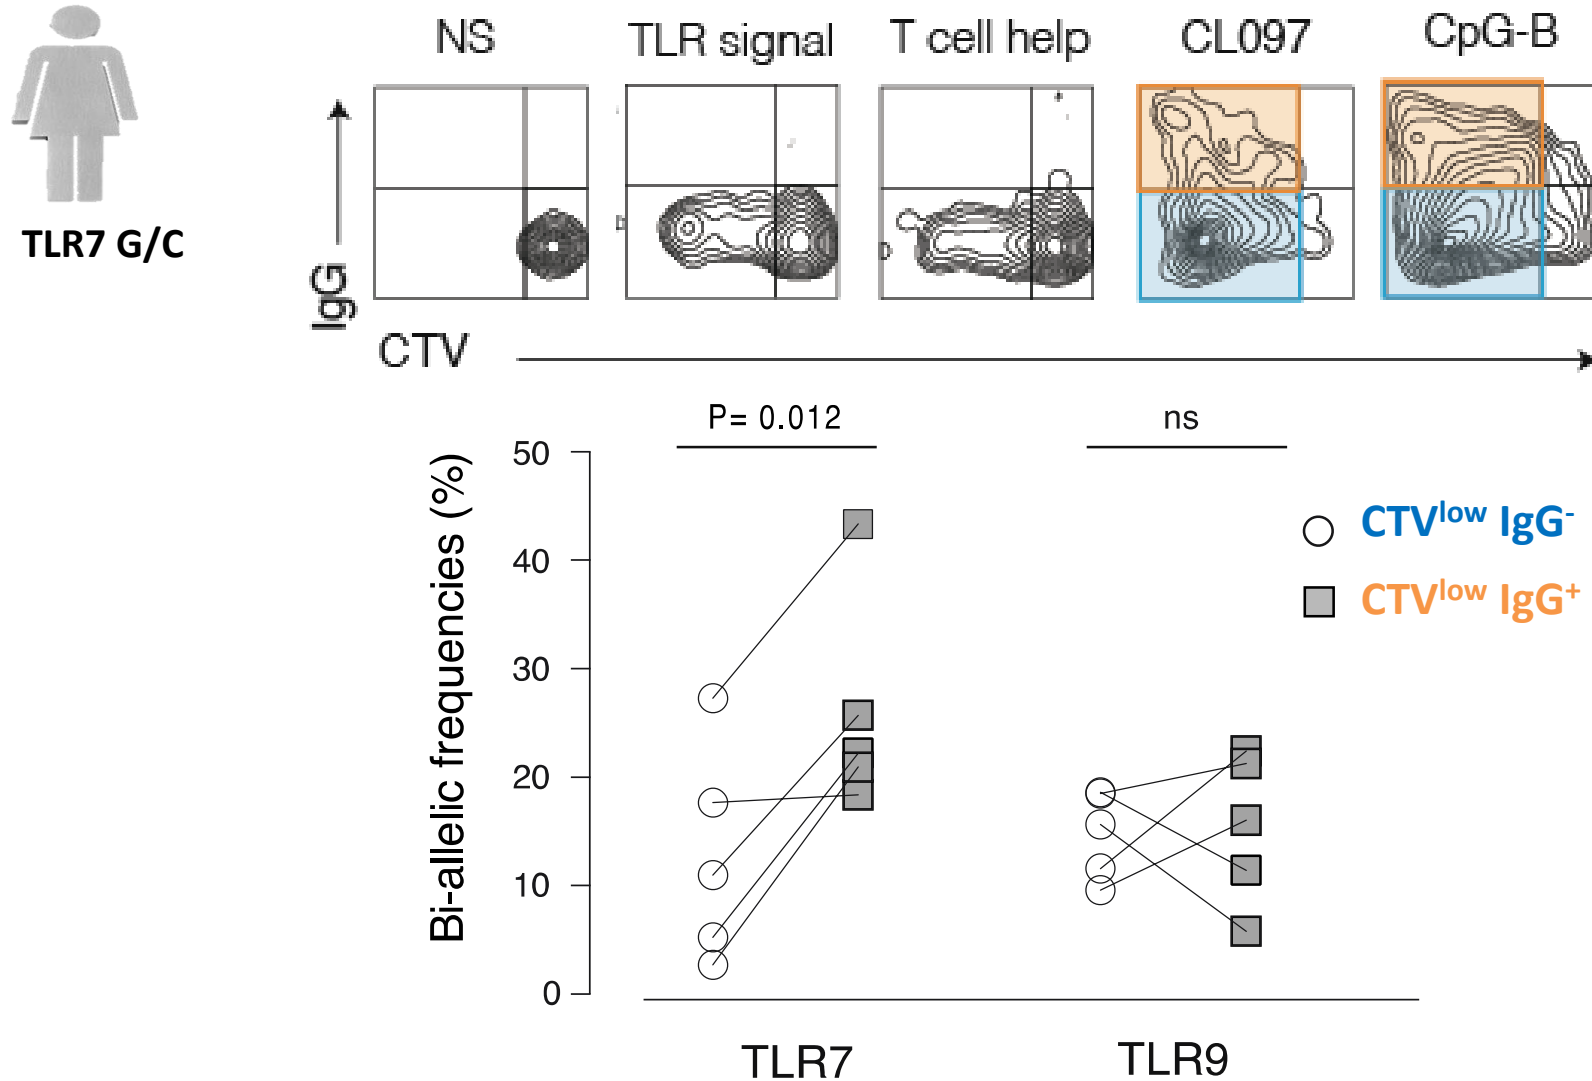 NS
TLR signal
T cell help
CL097
CpG-B
TLR7 G/C
IgG
CTV
P= 0.012
ns
Bi-allelic frequencies (%)
50
40
30
20
10
0
CTVlow IgG-
CTVlow IgG+
TLR7
TLR9